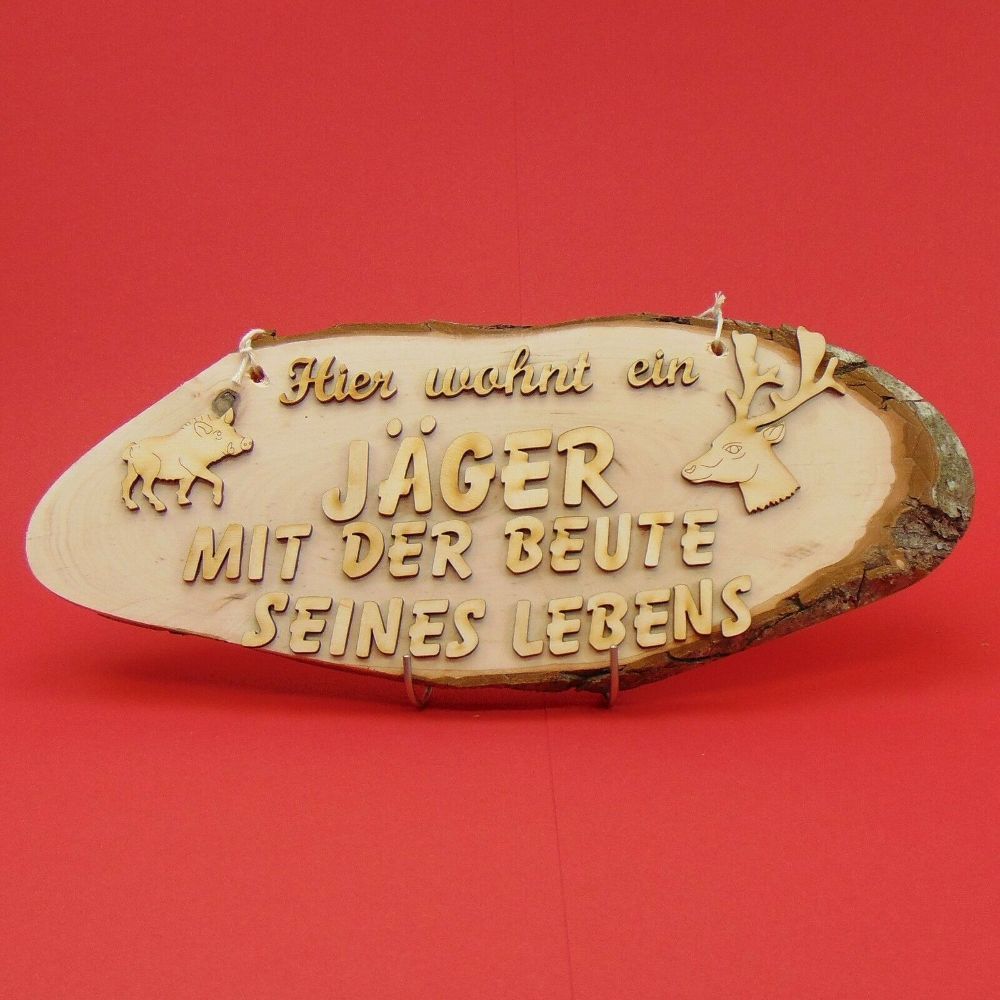 Hier wohnt ein
JÄGER
MIT DER BEUTE
SEINES LEBENS